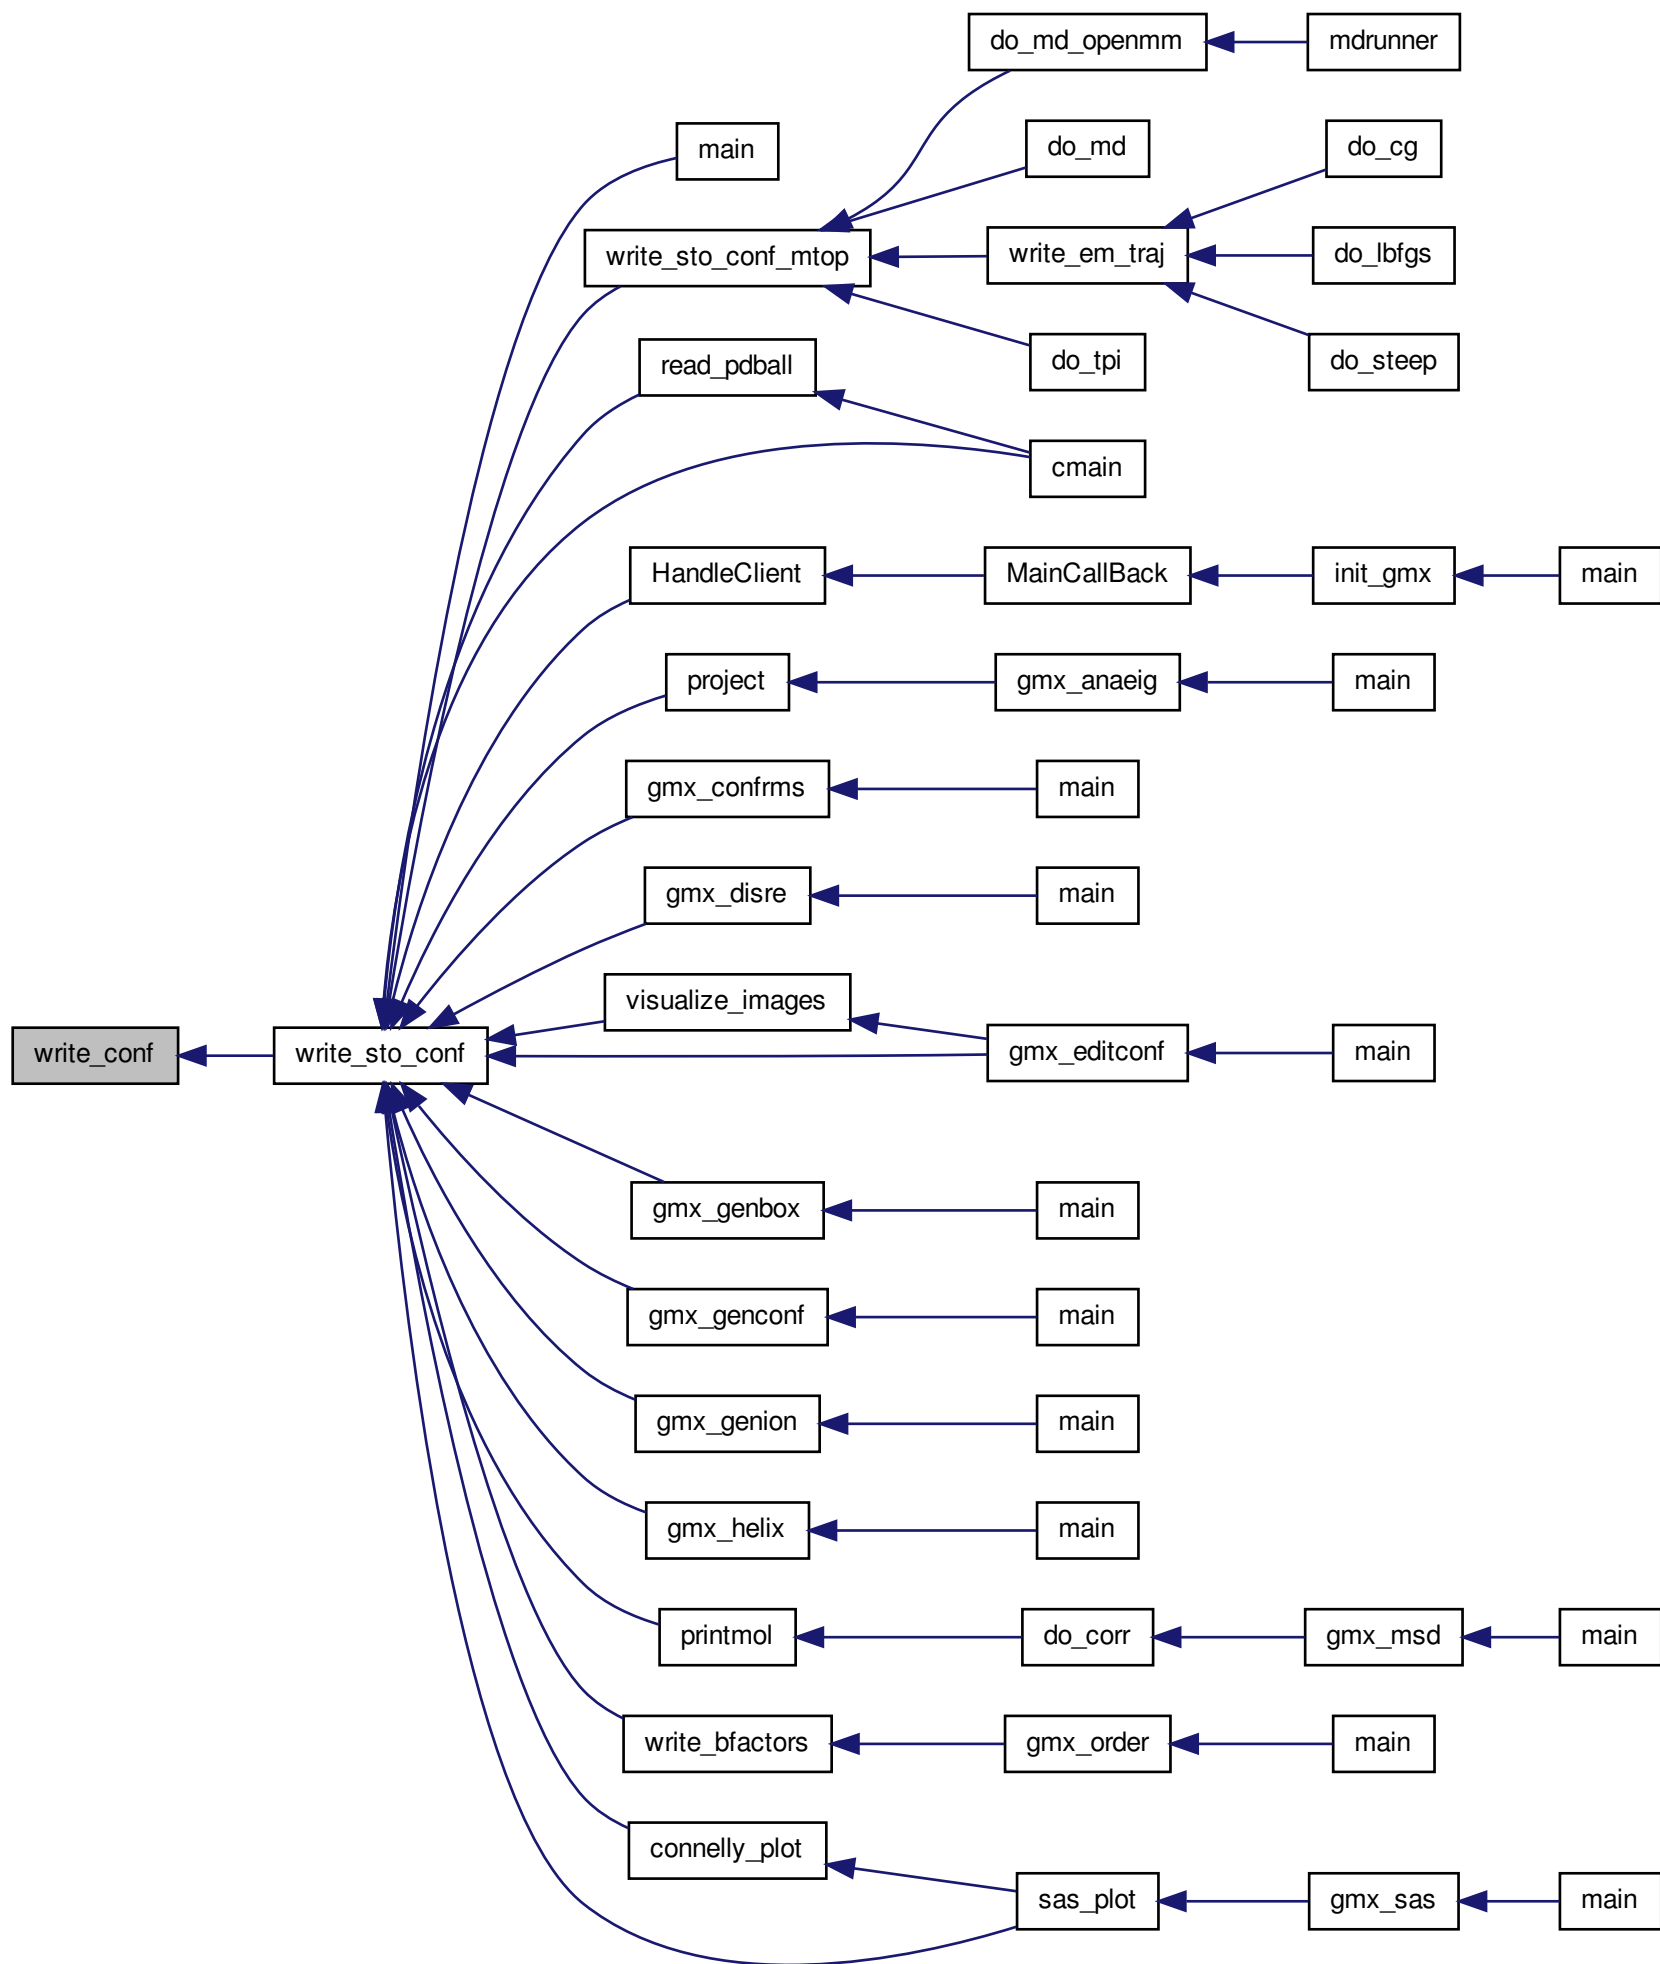 do_md_openmm
mdrunner
main
do_md
do_cg
write_sto_conf_mtop
write_em_traj
do_lbfgs
read_pdball
do_tpi
do_steep
cmain
HandleClient
MainCallBack
init_gmx
main
project
gmx_anaeig
main
gmx_confrms
main
gmx_disre
main
visualize_images
write_conf
write_sto_conf
gmx_editconf
main
gmx_genbox
main
gmx_genconf
main
gmx_genion
main
gmx_helix
main
printmol
do_corr
gmx_msd
main
write_bfactors
gmx_order
main
connelly_plot
sas_plot
gmx_sas
main